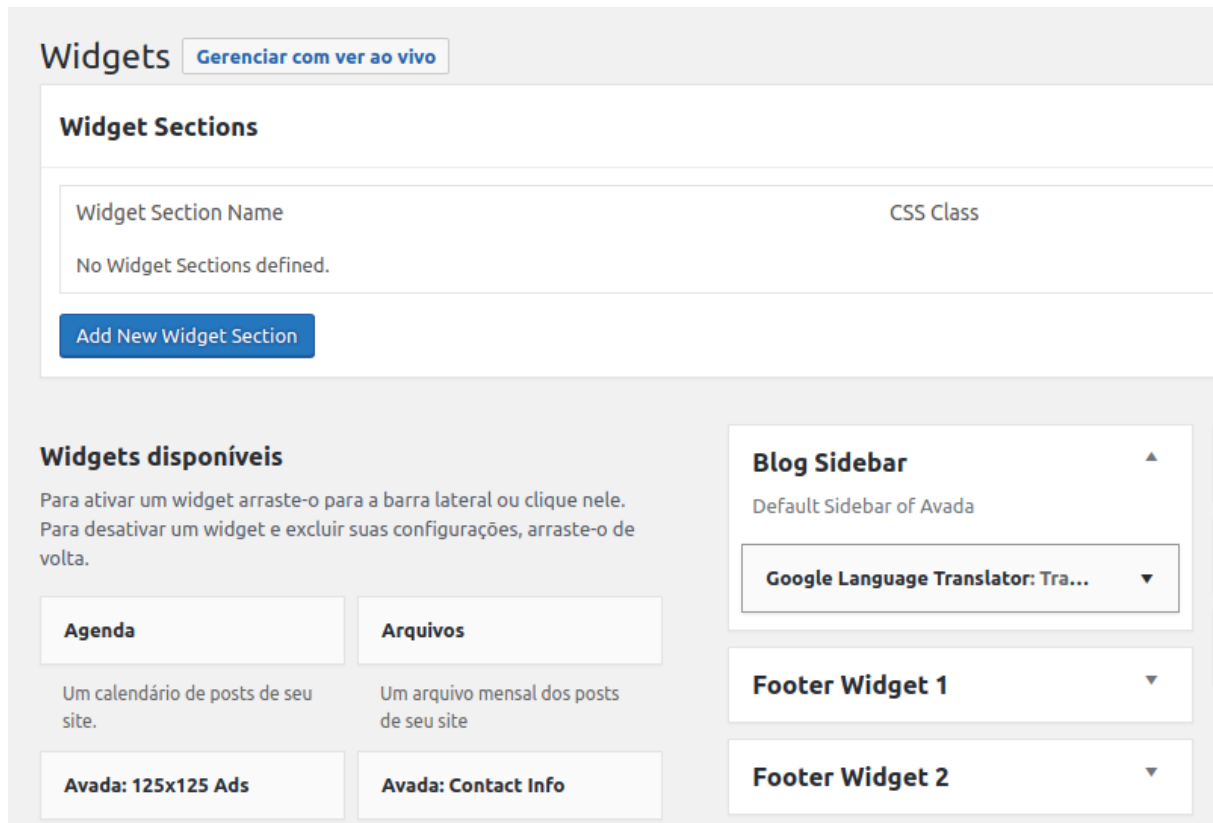 Widgets Gerenciar com ver ao vivo
Widget Sections
Widget Section Name CSS Class
No Widget Sections defined.
Add New Widget Section
Widgets disponíveis
Para ativar um widget arraste-o para a barra lateral ou clique nele.
Para desativar um widget e excluir suas configurações, arraste-o de
volta.
Agenda
Um calendário de posts de seu
site.
Arquivos
Um arquivo mensal dos posts
de seu site
Avada: 125x125 Ads
Avada: Contact Info
Blog Sidebar
Default Sidebar of Avada
Google Language Translator: Tra...
Footer Widget 1
Footer Widget 2